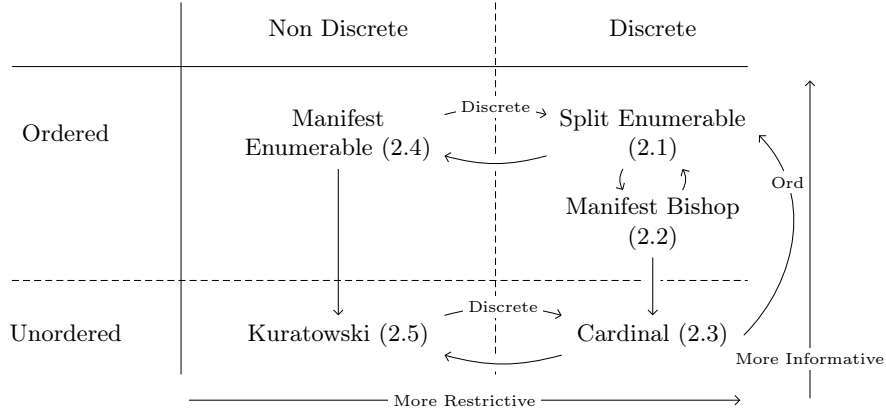 Non Discrete
Discrete
Ordered
Manifest
Enumerable (2.4)
Discrete
Split Enumerable
(2.1)
Manifest Bishop
(2.2)
Ord
Unordered
Kuratowski (2.5)
Discrete
Cardinal (2.3)
More Informative
More Restrictive